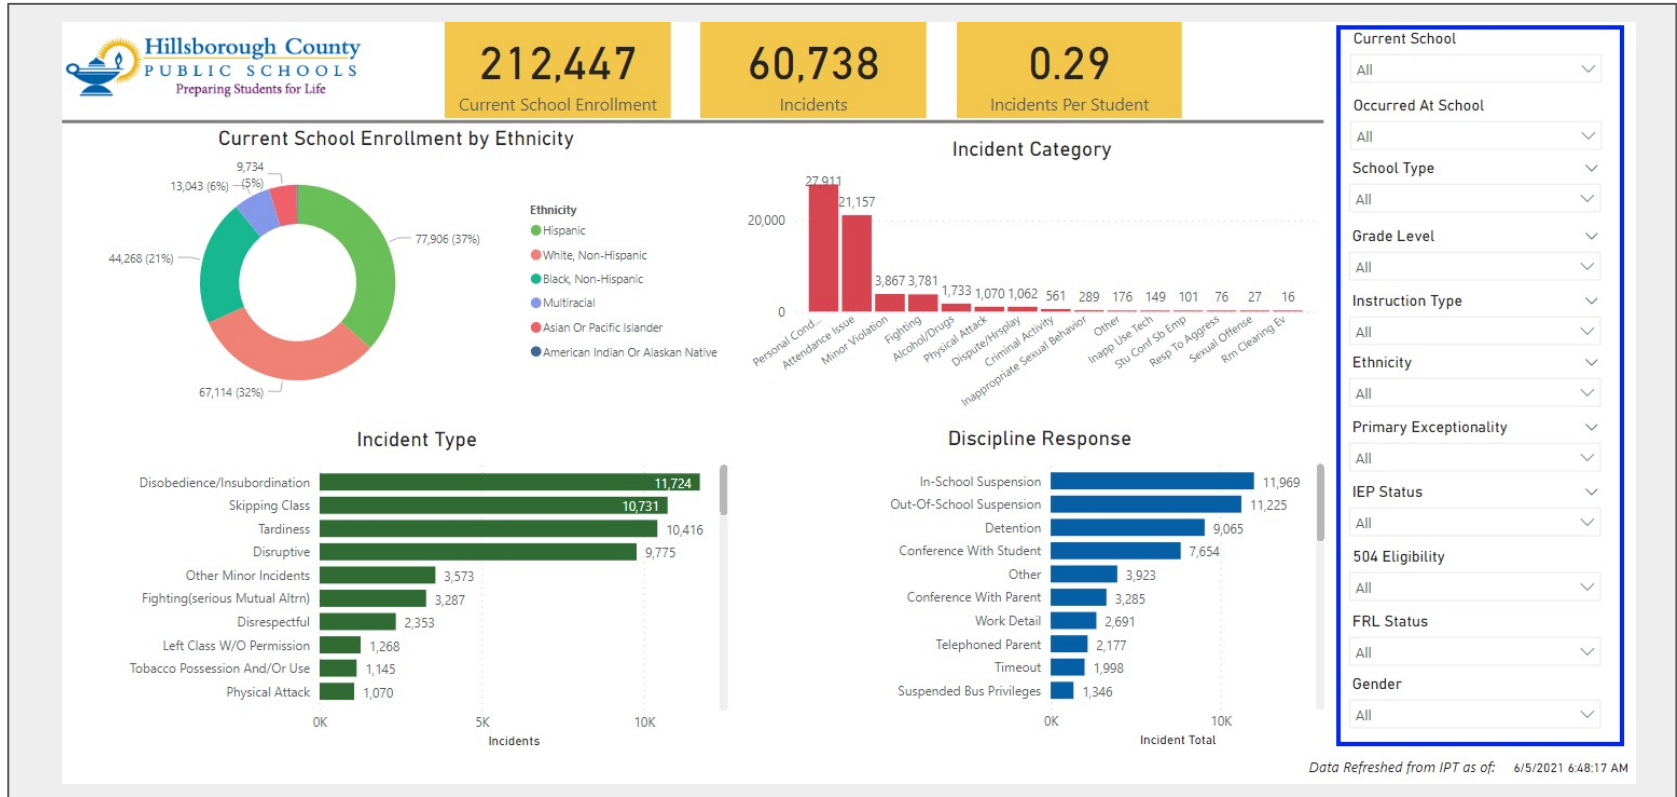 Hillsborough County
PUBLIC SCHOOLS
Preparing Students for Life
212,447
Current School Enrollment
60,738
Incidents
0.29
Incidents Per Student
Current School Enrollment by Ethnicity
9,734
(5%)
13,043 (6%)
44,268 (21%)
77,906 (37%)
67,114 (32%)
Ethnicity
Hispanic
White, Non-Hispanic
Black, Non-Hispanic
Multiracial
Asian Or Pacific Islander
American Indian Or Alaskan Native
Incident Category
20,000
0
27,911
21,157
3,867
3,781
1,733
1,070
1,062
561
289
176
149
101
76
27
16
Personal Cond...
Attendance Issue
Minor Violation
Fighting
Alcohol/Drugs
Physical Attack
Dispute/Hrsplay
Criminal Activity
Inappropriate Sexual Behavior
Other
Inapp Use Tech
Stu Conf Sb Emp
Resp To Aggress
Sexual Offense
Rm Clearing Ev
Incident Type
Disobedience/Insubordination 11,724
Skipping Class 10,731
Tardiness 10,416
Disruptive 9,775
Other Minor Incidents 3,573
Fighting(serious Mutual Altrn) 3,287
Disrespectful 2,353
Left Class W/O Permission 1,268
Tobacco Possession And/Or Use 1,145
Physical Attack 1,070
0K 5K 10K
Incidents
Discipline Response
In-School Suspension 11,969
Out-Of-School Suspension 11,225
Detention 9,065
Conference With Student 7,654
Other 3,923
Conference With Parent 3,285
Work Detail 2,691
Telephoned Parent 2,177
Timeout 1,998
Suspended Bus Privileges 1,346
0K 10K
Incident Total
Current School
All
Occurred At School
All
School Type
All
Grade Level
All
Instruction Type
All
Ethnicity
All
Primary Exceptionality
All
IEP Status
All
504 Eligibility
All
FRL Status
All
Gender
All
Data Refreshed from IPT as of: 6/5/2021 6:48:17 AM